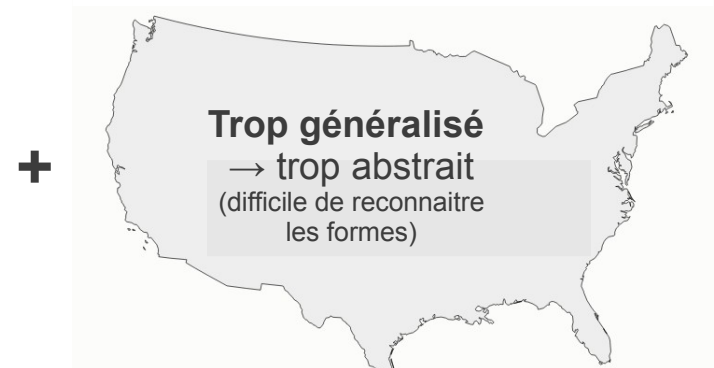 Trop généralisé
+ → trop abstrait
(difficile de reconnaitre
les formes)